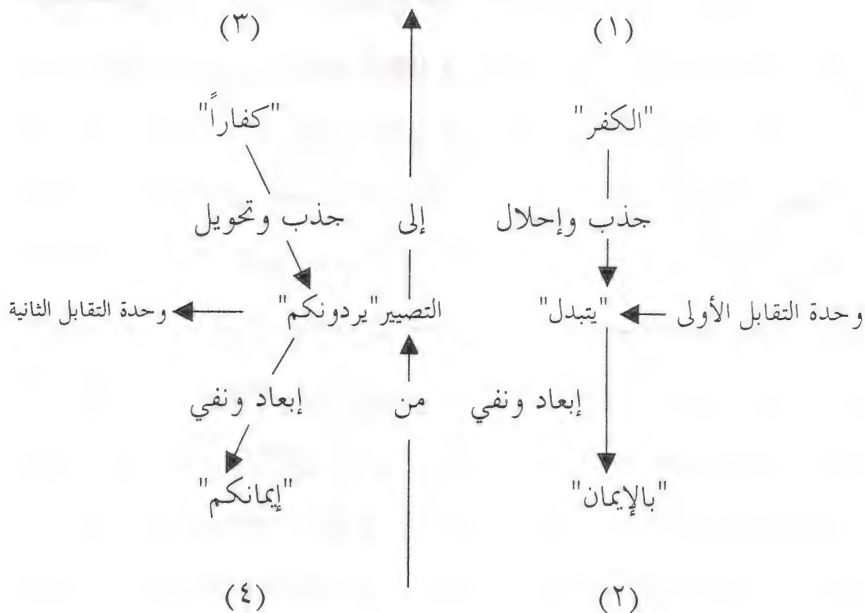 (١) (٣)
"الكفر" "كفاراً"
جذب وإحلال إلى جذب وتحويل
وحدة التقابل الأولى "يتبدل" التصيير "يردونكم" وحدة التقابل الثانية
إبعاد ونفي من إبعاد ونفي
"بالإيمان" "إيمانكم"
(٢) (٤)